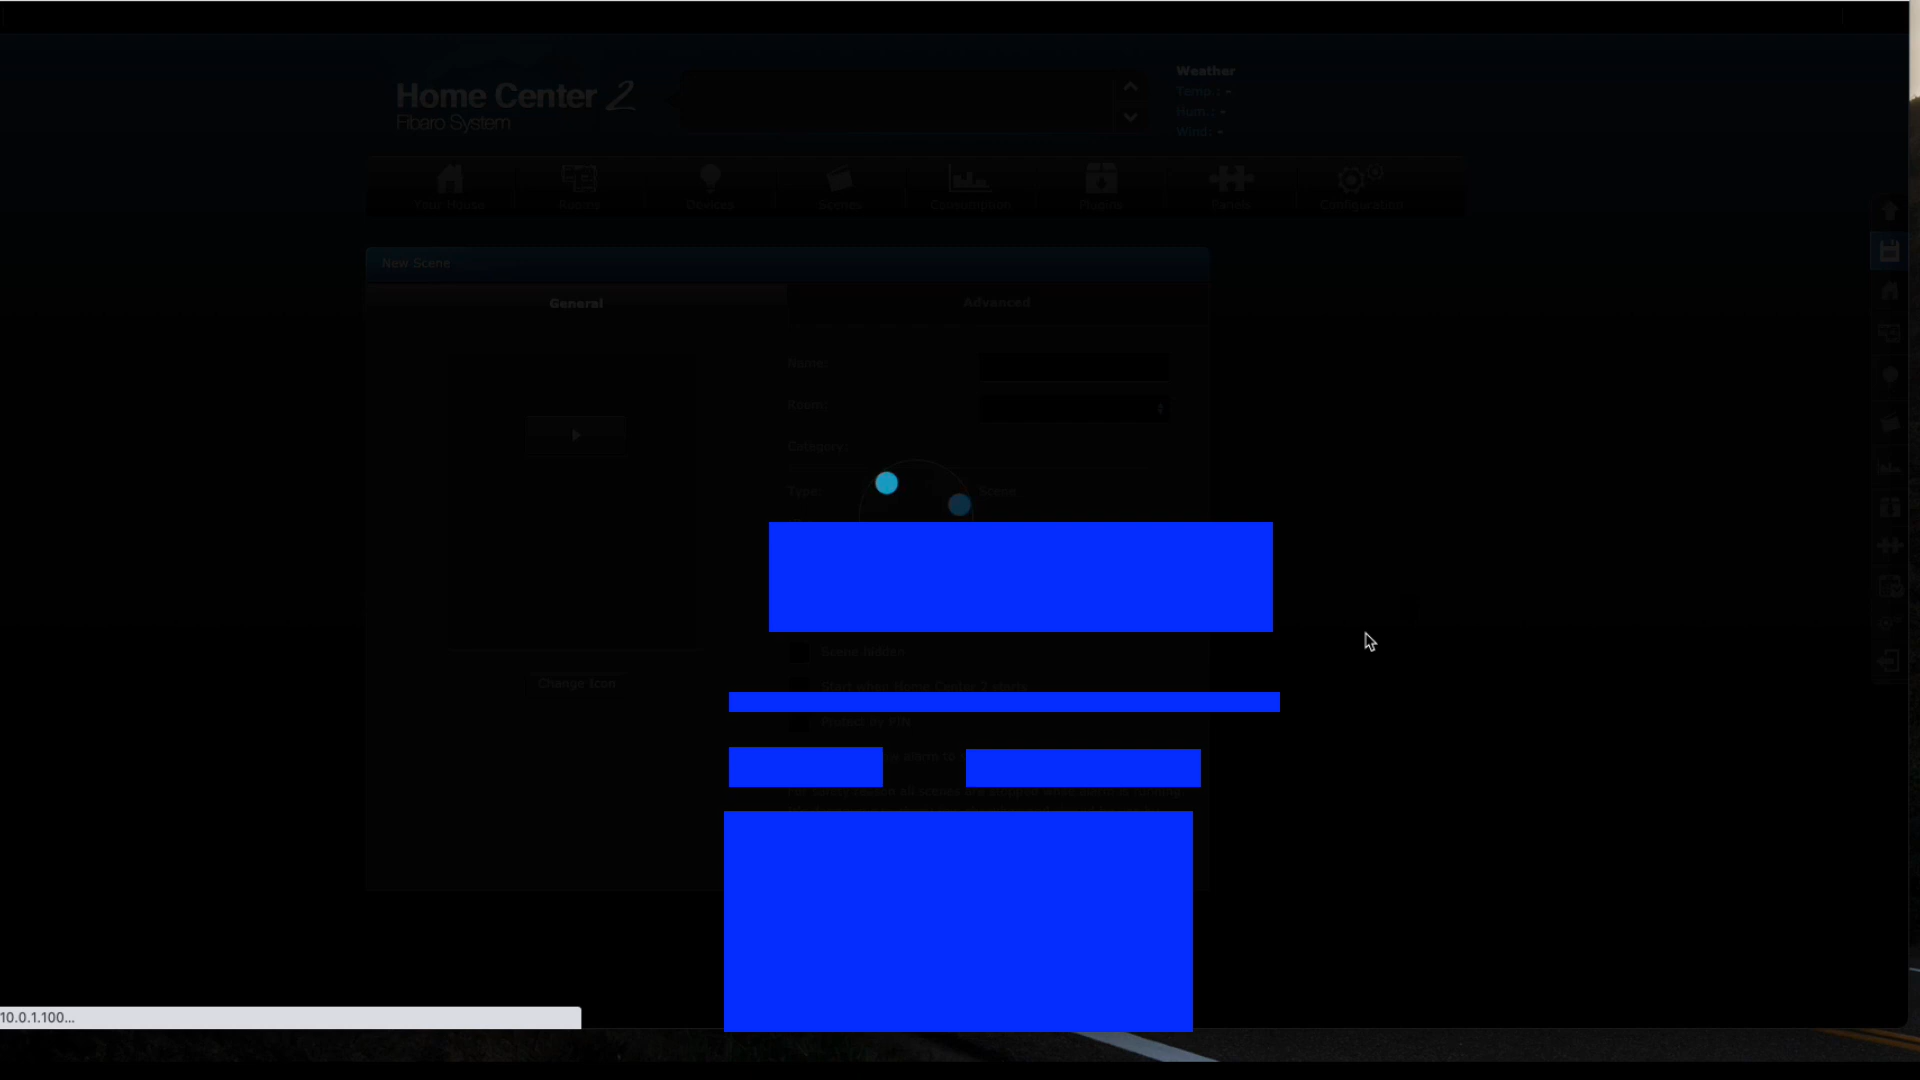 Home Center 2
Fibaro System
Weather
Temp.: -
Hum.: -
Wind: -
Your House
Rooms
Devices
Scenes
Consumption
Plugins
Panels
Configuration
New Scene
General
Advanced
Name:
Room:
Category:
Type:
Scene
Scene hidden
Change Icon
Start when Home Center 2 starts
Protect by PIN
10.0.1.100...